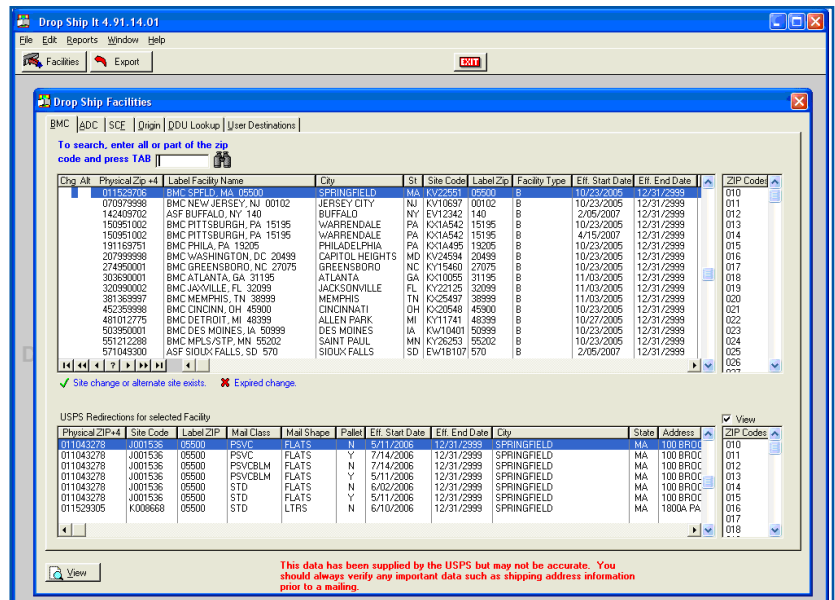 Drop Ship It 4.91.14.01
File Edit Reports Window Help
Facilities Export EXIT
Drop Ship Facilities
BMC ADC SCF Origin DDU Lookup User Destinations
To search, enter all or part of the zip
code and press TAB
Chg Alt Physical Zip +4 Label Facility Name City St Site Code Label Zip Facility Type Eff. Start Date Eff. End Date ZIP Codes
011529706 BMC SPFLD, MA 05500 SPRINGFIELD MA KV22551 05500 B 10/23/2005 12/31/2999 010
070979998 BMC NEW JERSEY, NJ 00102 JERSEY CITY NJ KV10697 00102 B 10/23/2005 12/31/2999 011
142409702 ASF BUFFALO, NY 140 BUFFALO NY EV12342 140 B 2/05/2007 12/31/2999 012
150951002 BMC PITTSBURGH, PA 15195 WARRENDALE PA KX1A542 15195 B 10/23/2005 12/31/2999 013
150951002 BMC PITTSBURGH, PA 15195 WARRENDALE PA KX1A542 15195 B 4/15/2007 12/31/2999 014
191169751 BMC PHILA, PA 19205 PHILADELPHIA PA KX1A495 19205 B 10/23/2005 12/31/2999 015
207999998 BMC WASHINGTON, DC 20499 CAPITOL HEIGHTS MD KV24594 20499 B 10/23/2005 12/31/2999 016
274950001 BMC GREENSBORO, NC 27075 GREENSBORO NC KY15460 27075 B 10/23/2005 12/31/2999 017
303690001 BMC ATLANTA, GA 31195 ATLANTA GA KX10055 31195 B 11/03/2005 12/31/2999 018
320990002 BMC JAXVILLE, FL 32099 JACKSONVILLE FL KY22125 32099 B 11/03/2005 12/31/2999 019
381369997 BMC MEMPHIS, TN 38999 MEMPHIS TN KX25497 38999 B 11/03/2005 12/31/2999 020
452359998 BMC CINCINN, OH 45900 CINCINNATI OH KX20548 45900 B 10/23/2005 12/31/2999 021
481012775 BMC DETROIT, MI 48399 ALLEN PARK MI KY11741 48399 B 10/27/2005 12/31/2999 022
503950001 BMC DES MOINES, IA 50999 DES MOINES IA KW10401 50999 B 10/23/2005 12/31/2999 023
551212288 BMC MPLS/STP, MN 55202 SAINT PAUL MN KY26253 55202 B 10/23/2005 12/31/2999 024
571049300 ASF SIOUX FALLS, SD 570 SIOUX FALLS SD EW1B107 570 B 2/05/2007 12/31/2999 025
026
Site change or alternate site exists. Expired change.
USPS Redirections for selected Facility View
Physical ZIP+4 Site Code Label ZIP Mail Class Mail Shape Pallet Eff. Start Date Eff. End Date City State Address ZIP Codes
011043278 J001536 05500 PSVC FLATS N 5/11/2006 12/31/2999 SPRINGFIELD MA 100 BROC 010
011043278 J001536 05500 PSVC FLATS Y 7/14/2006 12/31/2999 SPRINGFIELD MA 100 BROC 011
011043278 J001536 05500 PSVCBLM FLATS N 7/14/2006 12/31/2999 SPRINGFIELD MA 100 BROC 012
011043278 J001536 05500 PSVCBLM FLATS Y 5/11/2006 12/31/2999 SPRINGFIELD MA 100 BROC 013
011043278 J001536 05500 STD FLATS N 6/02/2006 12/31/2999 SPRINGFIELD MA 100 BROC 014
011043278 J001536 05500 STD FLATS Y 5/11/2006 12/31/2999 SPRINGFIELD MA 100 BROC 015
011529305 K008668 05500 STD LTRS N 6/10/2006 12/31/2999 SPRINGFIELD MA 1800A PA 016
017
018
View
This data has been supplied by the USPS but may not be accurate. You
should always verify any important data such as shipping address information
prior to a mailing.